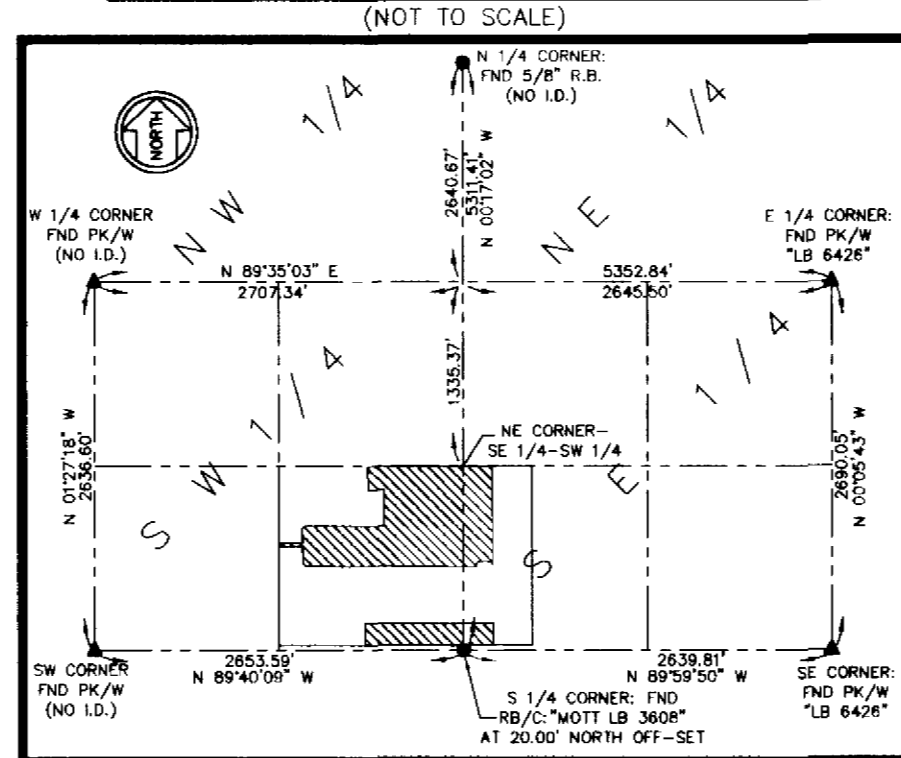 (NOT TO SCALE)
N 1/4 CORNER:
FND 5/8" R.B.
(NO I.D.)
NORTH
NW 1/4
NE 1/4
2640.67'
5311.41'
N 00°17'02" W
W 1/4 CORNER
FND PK/W
(NO I.D.)
E 1/4 CORNER:
FND PK/W
"LB 6426"
N 89°35'03" E
2707.34'
5352.84'
2645.50'
1335.37'
SW 1/4
SE 1/4
NE CORNER-
SE 1/4-SW 1/4
N 01°27'18" W
2636.60'
2690.05'
N 00°05'43" W
SW CORNER
FND PK/W
(NO I.D.)
2653.59'
N 89°40'09" W
2639.81'
N 89°59'50" W
SE CORNER:
FND PK/W
"LB 6426"
S 1/4 CORNER: FND
RB/C:"MOTT LB 3608"
AT 20.00' NORTH OFF-SET